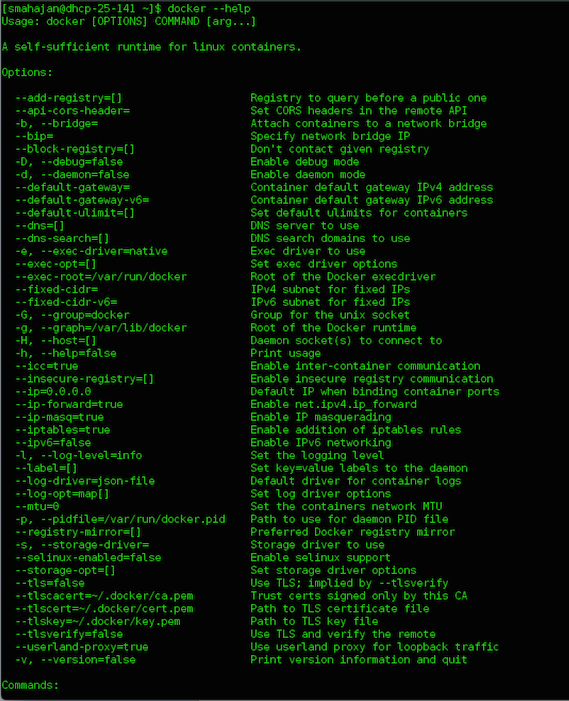 [smahajan@dhcp-25-141 ~]$ docker --help
Usage: docker [OPTIONS] COMMAND [arg...]
A self-sufficient runtime for linux containers.
Options:
--add-registry=[] Registry to query before a public one
--api-cors-header= Set CORS headers in the remote API
-b, --bridge= Attach containers to a network bridge
--bip= Specify network bridge IP
--block-registry=[] Don't contact given registry
-D, --debug=false Enable debug mode
-d, --daemon=false Enable daemon mode
--default-gateway= Container default gateway IPv4 address
--default-gateway-v6= Container default gateway IPv6 address
--default-ulimit=[] Set default ulimits for containers
--dns=[] DNS server to use
--dns-search=[] DNS search domains to use
-e, --exec-driver=native Exec driver to use
--exec-opt=[] Set exec driver options
--exec-root=/var/run/docker Root of the Docker execdriver
--fixed-cidr= IPv4 subnet for fixed IPs
--fixed-cidr-v6= IPv6 subnet for fixed IPs
-G, --group=docker Group for the unix socket
-g, --graph=/var/lib/docker Root of the Docker runtime
-H, --host=[] Daemon socket(s) to connect to
-h, --help=false Print usage
--icc=true Enable inter-container communication
--insecure-registry=[] Enable insecure registry communication
--ip=0.0.0.0 Default IP when binding container ports
--ip-forward=true Enable net.ipv4.ip_forward
--ip-masq=true Enable IP masquerading
--iptables=true Enable addition of iptables rules
--ipv6=false Enable IPv6 networking
-l, --log-level=info Set the logging level
--label=[] Set key=value labels to the daemon
--log-driver=json-file Default driver for container logs
--log-opt=map[] Set log driver options
--mtu=0 Set the containers network MTU
-p, --pidfile=/var/run/docker.pid Path to use for daemon PID file
--registry-mirror=[] Preferred Docker registry mirror
-s, --storage-driver= Storage driver to use
--selinux-enabled=false Enable selinux support
--storage-opt=[] Set storage driver options
--tls=false Use TLS; implied by --tlsverify
--tlscacert=~/.docker/ca.pem Trust certs signed only by this CA
--tlscert=~/.docker/cert.pem Path to TLS certificate file
--tlskey=~/.docker/key.pem Path to TLS key file
--tlsverify=false Use TLS and verify the remote
--userland-proxy=true Use userland proxy for loopback traffic
-v, --version=false Print version information and quit
Commands: